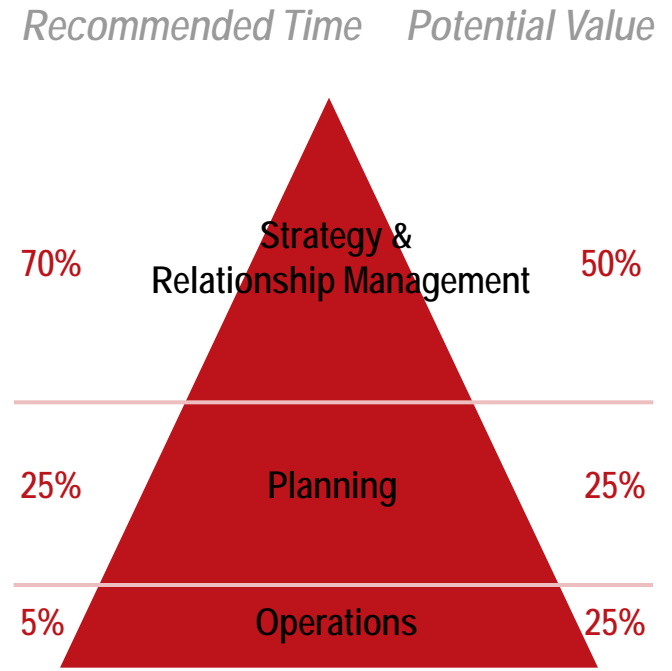 Recommended Time Potential Value
Strategy &
70% Relationship Management 50%
25% Planning 25%
5% Operations 25%